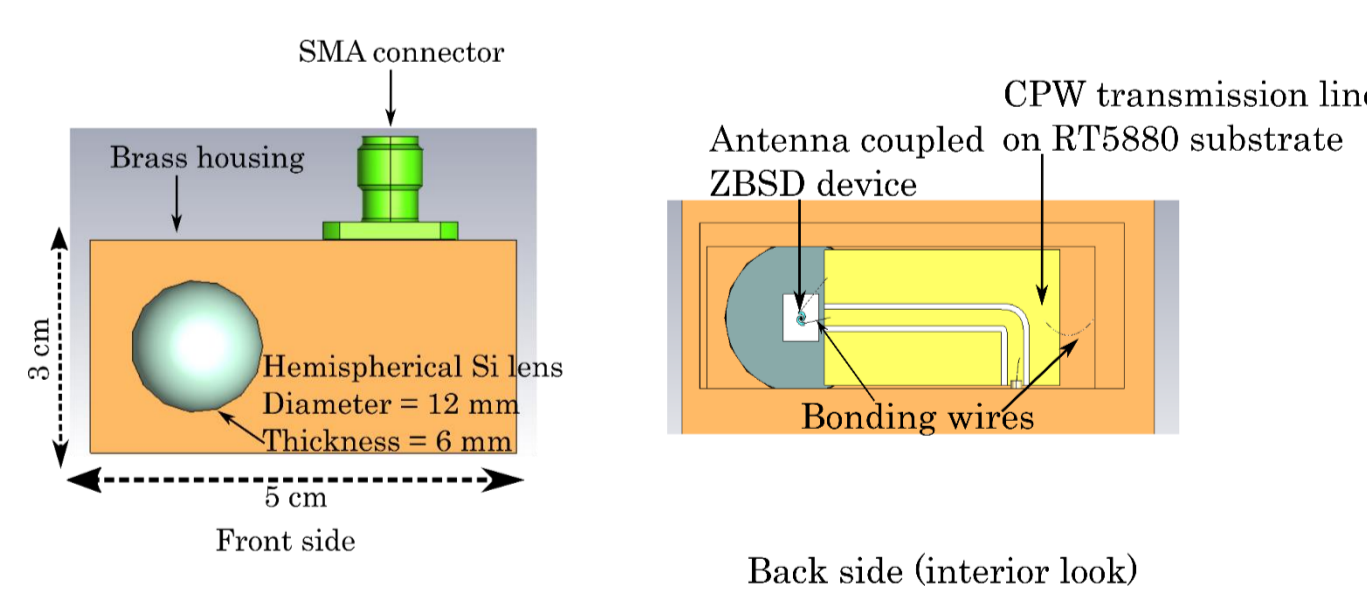 SMA connector
Brass housing
3 cm
Hemispherical Si lens
Diameter = 12 mm
Thickness = 6 mm
5 cm
Front side
CPW transmission line
on RT5880 substrate
Antenna coupled
ZBSD device
Bonding wires
Back side (interior look)